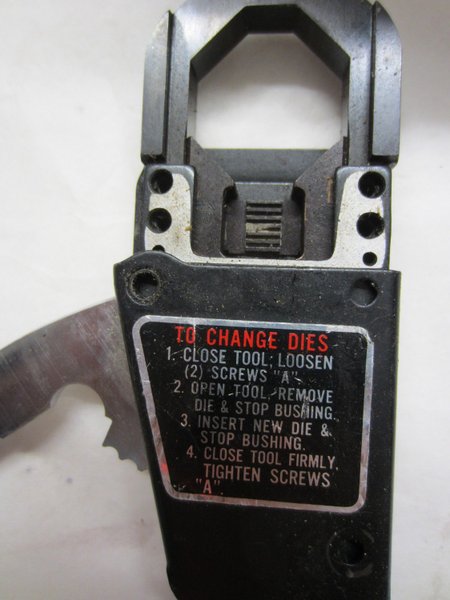 TO CHANGE DIES
1. CLOSE TOOL, LOOSEN
(2) SCREWS "A"
2. OPEN TOOL, REMOVE
DIE & STOP BUSHING.
3. INSERT NEW DIE &
STOP BUSHING.
4. CLOSE TOOL FIRMLY,
TIGHTEN SCREWS
"A".